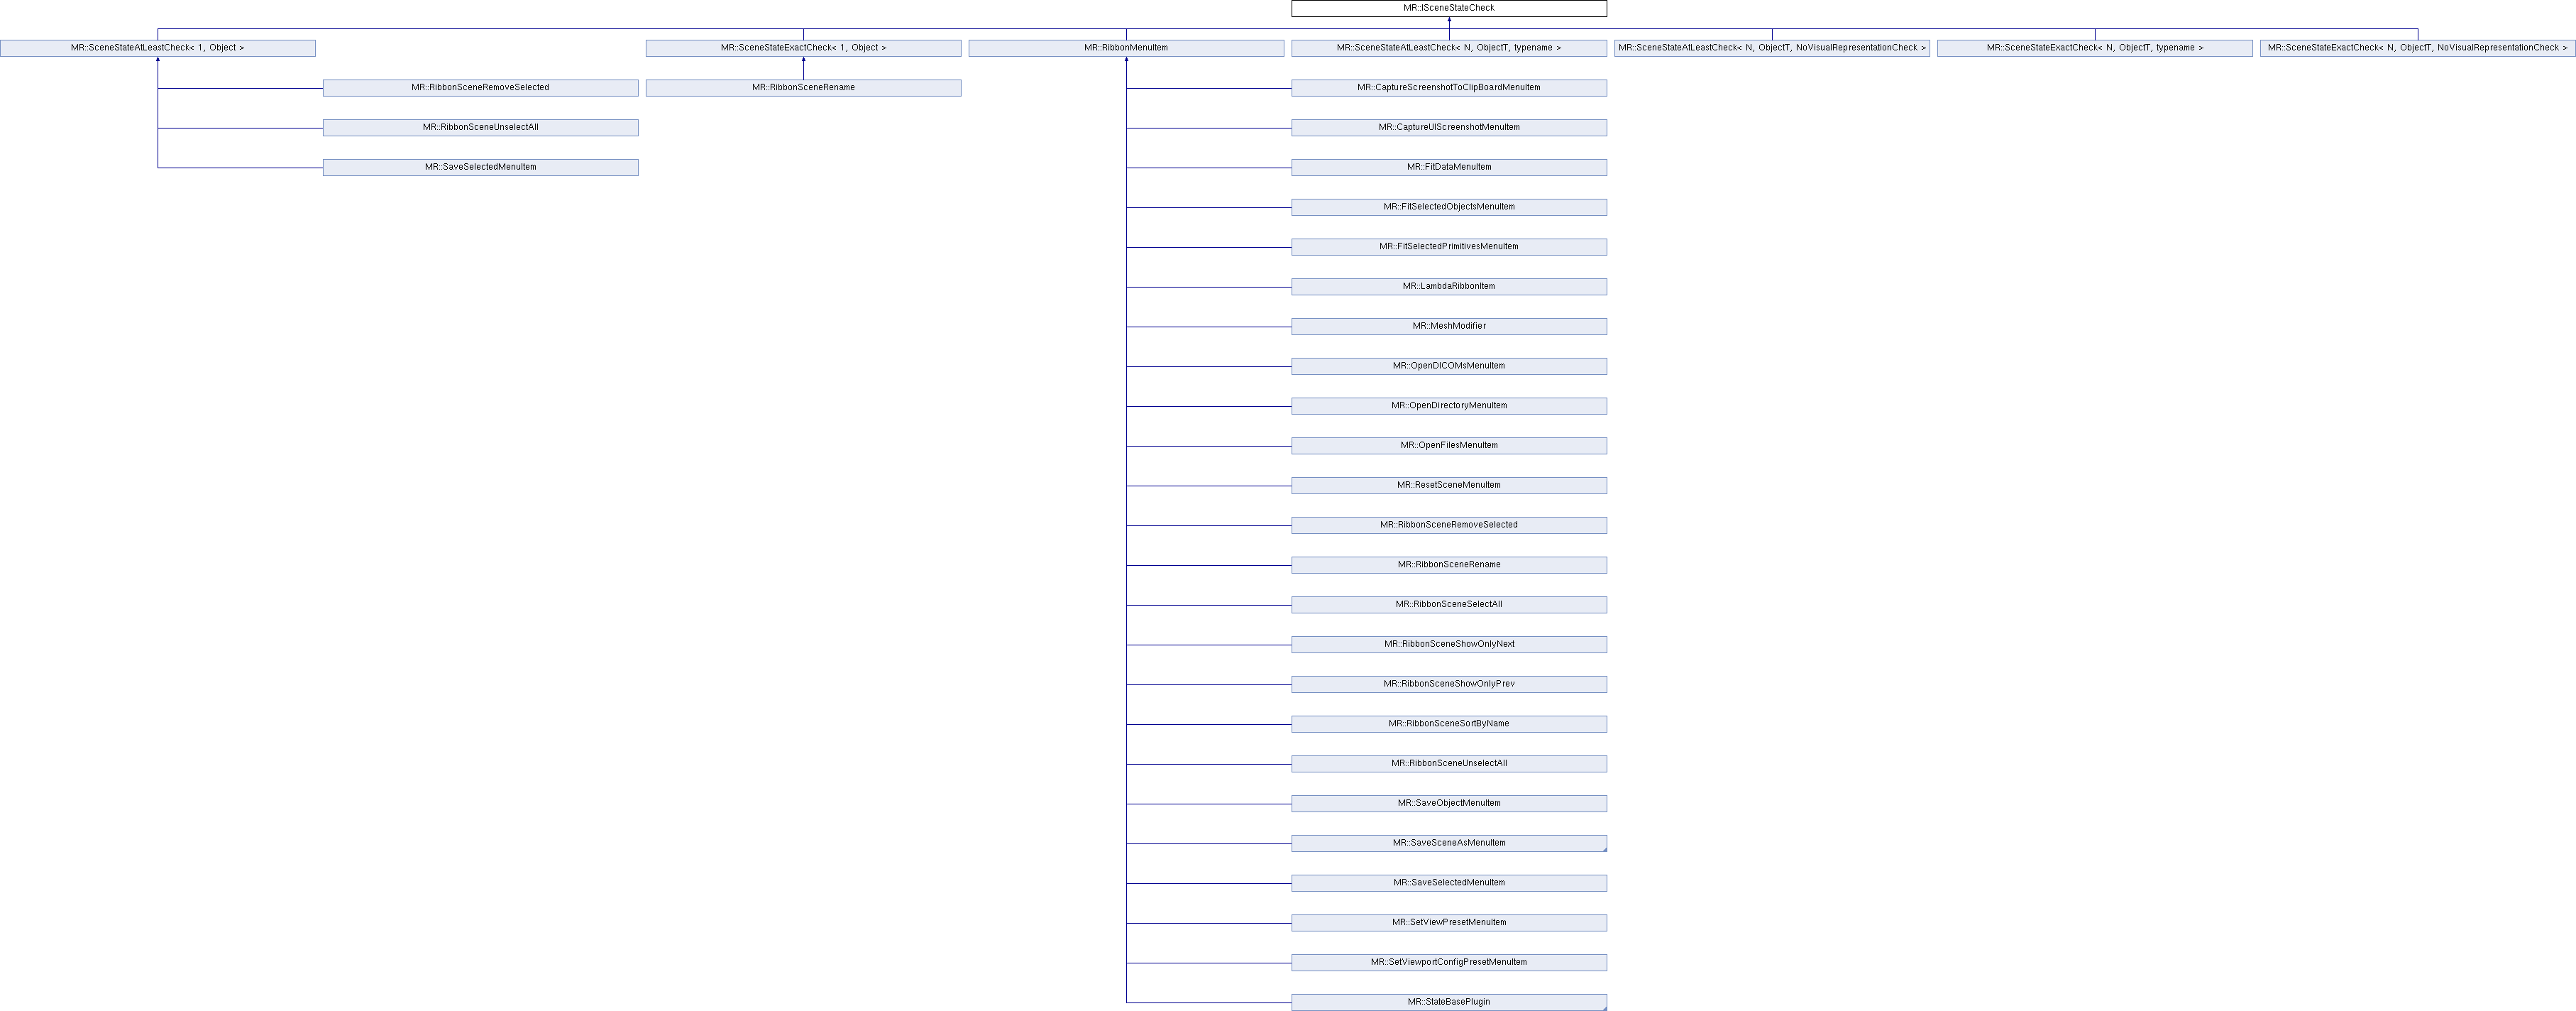 MR::ISceneStateCheck
MR::SceneStateAtLeastCheck< 1, Object >
MR::SceneStateExactCheck< 1, Object >
MR::RibbonMenuItem
MR::SceneStateAtLeastCheck< N, ObjectT, typename >
MR::SceneStateAtLeastCheck< N, ObjectT, NoVisualRepresentationCheck >
MR::SceneStateExactCheck< N, ObjectT, typename >
MR::SceneStateExactCheck< N, ObjectT, NoVisualRepresentationCheck >
MR::RibbonSceneRemoveSelected
MR::RibbonSceneRename
MR::CaptureScreenshotToClipBoardMenuItem
MR::RibbonSceneUnselectAll
MR::CaptureUIScreenshotMenuItem
MR::SaveSelectedMenuItem
MR::FitDataMenuItem
MR::FitSelectedObjectsMenuItem
MR::FitSelectedPrimitivesMenuItem
MR::LambdaRibbonItem
MR::MeshModifier
MR::OpenDICOMsMenuItem
MR::OpenDirectoryMenuItem
MR::OpenFilesMenuItem
MR::ResetSceneMenuItem
MR::RibbonSceneRemoveSelected
MR::RibbonSceneRename
MR::RibbonSceneSelectAll
MR::RibbonSceneShowOnlyNext
MR::RibbonSceneShowOnlyPrev
MR::RibbonSceneSortByName
MR::RibbonSceneUnselectAll
MR::SaveObjectMenuItem
MR::SaveSceneAsMenuItem
MR::SaveSelectedMenuItem
MR::SetViewPresetMenuItem
MR::SetViewportConfigPresetMenuItem
MR::StateBasePlugin